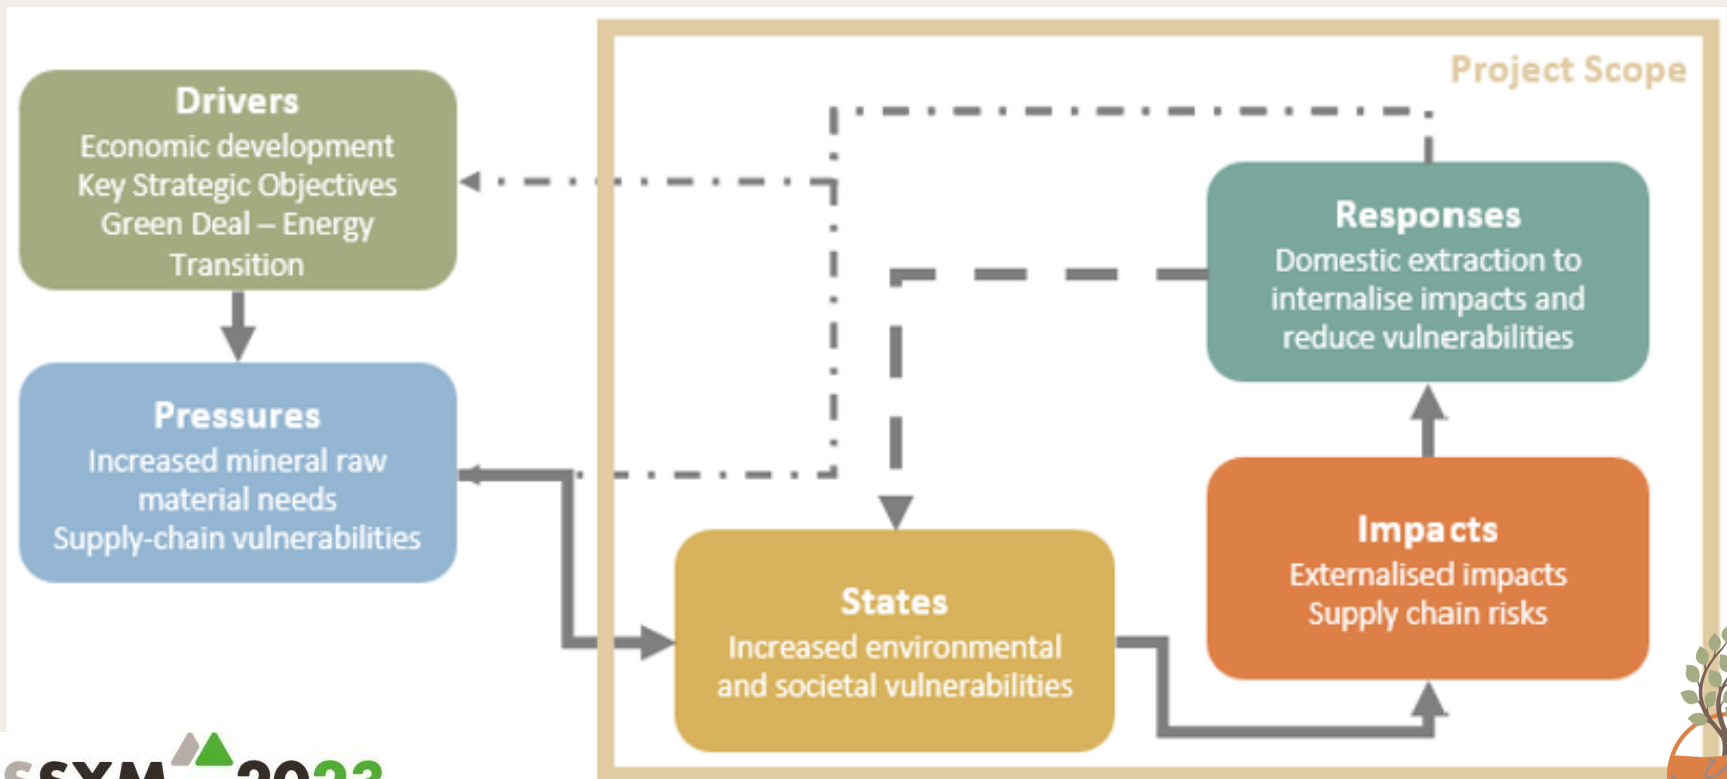 Project Scope
Drivers
Economic development
Key Strategic Objectives
Green Deal – Energy
Transition
Responses
Domestic extraction to
internalise impacts and
reduce vulnerabilities
Pressures
Increased mineral raw
material needs
Supply-chain vulnerabilities
Impacts
Externalised impacts
Supply chain risks
States
Increased environmental
and societal vulnerabilities
SSXM 2023